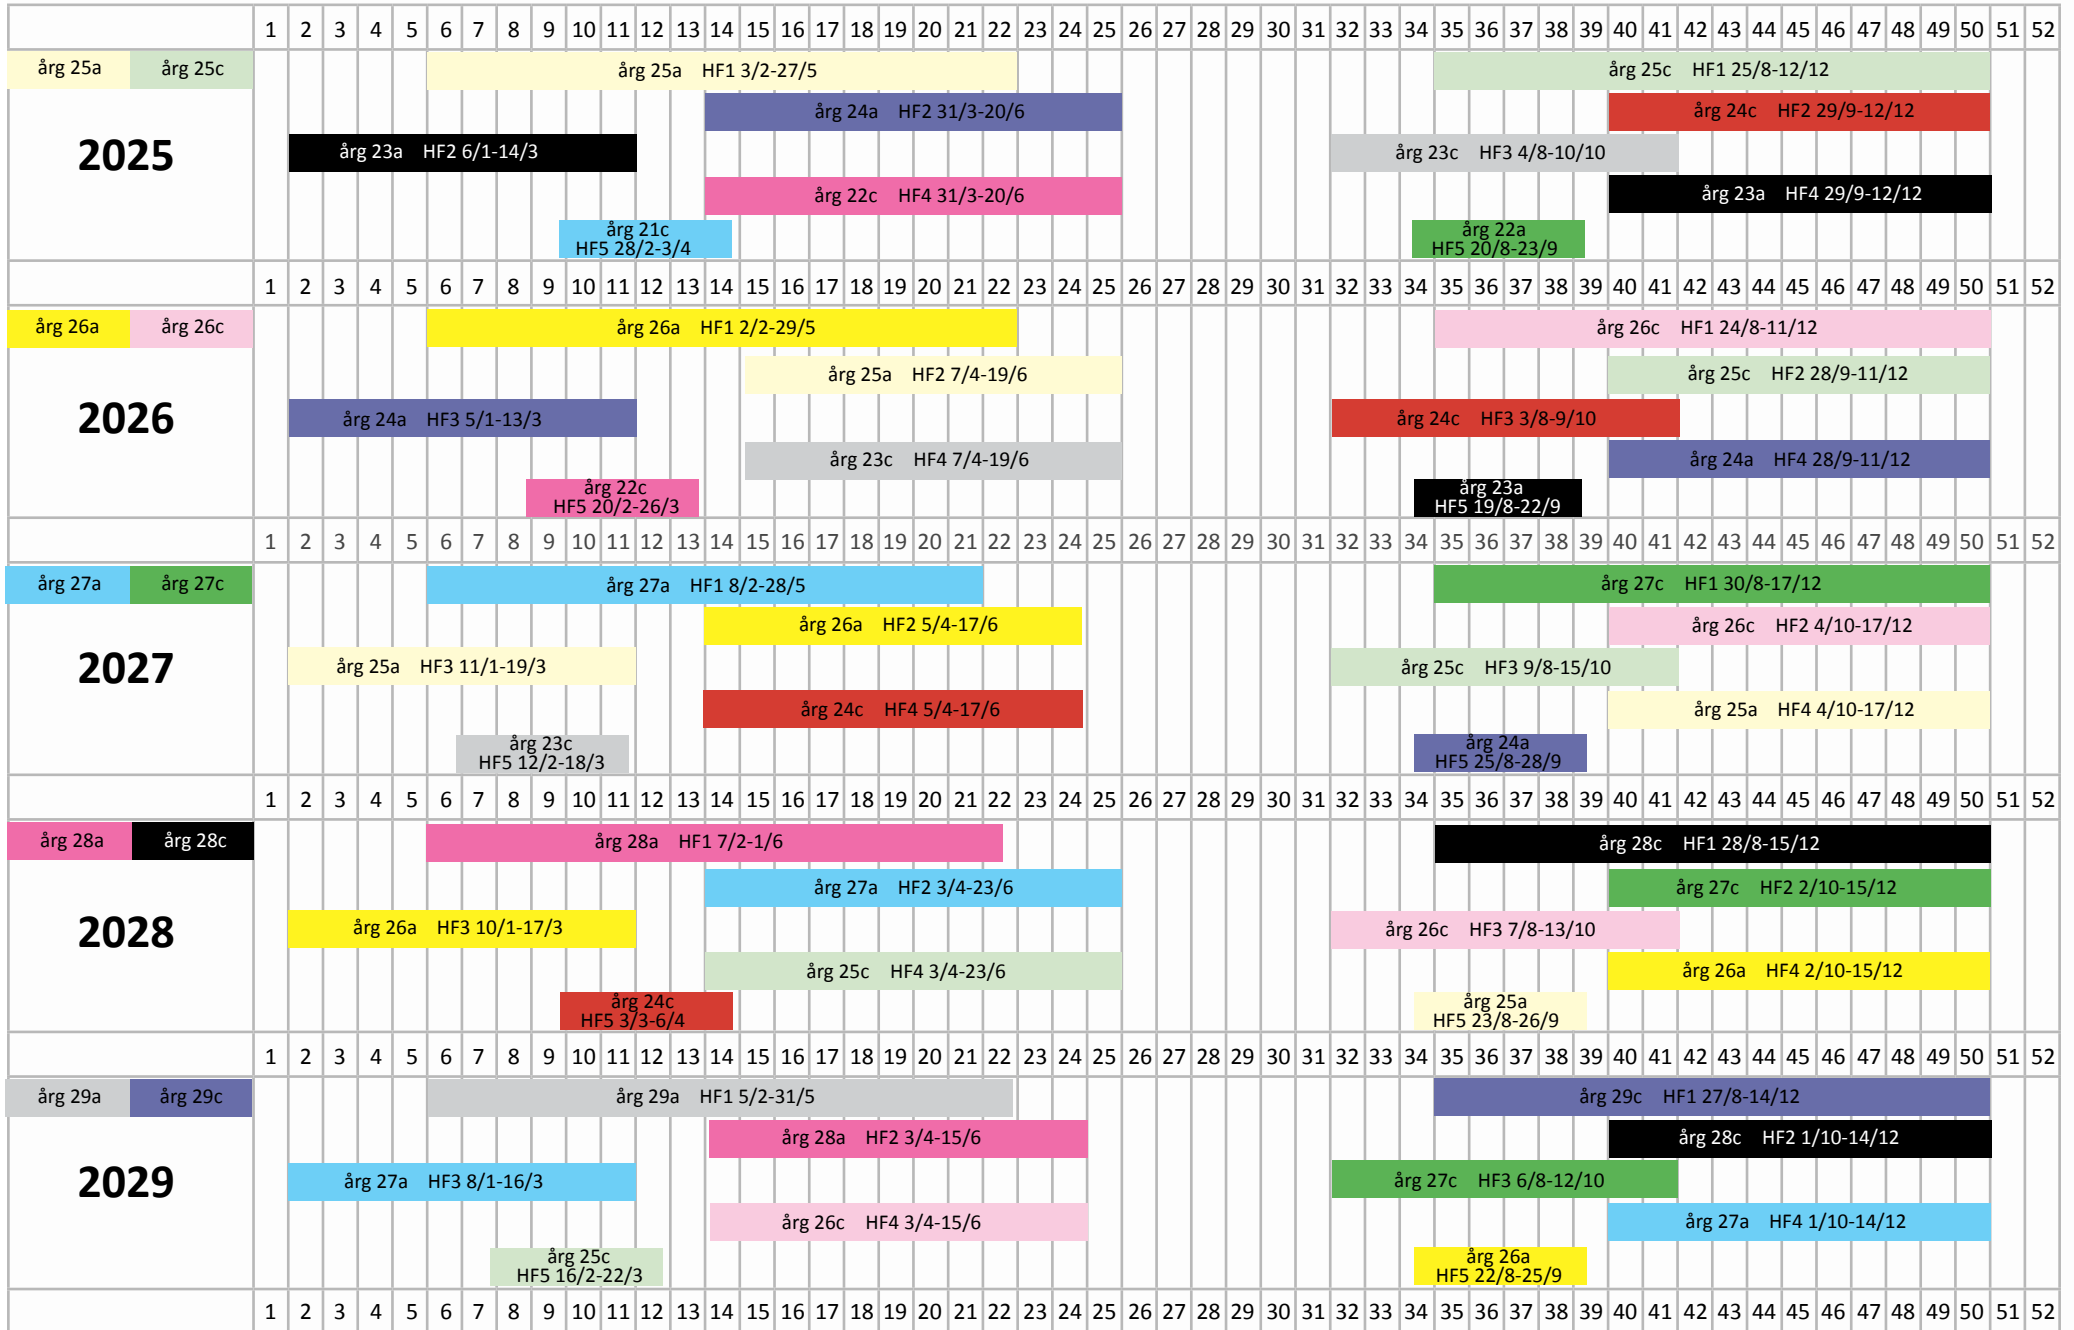 1 2 3 4 5 6 7 8 9 10 11 12 13 14 15 16 17 18 19 20 21 22 23 24 25 26 27 28 29 30 31 32 33 34 35 36 37 38 39 40 41 42 43 44 45 46 47 48 49 50 51 52
årg 25a årg 25c årg 25a HF1 3/2-27/5 årg 25c HF1 25/8-12/12
årg 24a HF2 31/3-20/6 årg 24c HF2 29/9-12/12
2025 årg 23a HF2 6/1-14/3 årg 23c HF3 4/8-10/10
årg 22c HF4 31/3-20/6 årg 23a HF4 29/9-12/12
årg 21c årg 22a
HF5 28/2-3/4 HF5 20/8-23/9
1 2 3 4 5 6 7 8 9 10 11 12 13 14 15 16 17 18 19 20 21 22 23 24 25 26 27 28 29 30 31 32 33 34 35 36 37 38 39 40 41 42 43 44 45 46 47 48 49 50 51 52
årg 26a årg 26c årg 26a HF1 2/2-29/5 årg 26c HF1 24/8-11/12
årg 25a HF2 7/4-19/6 årg 25c HF2 28/9-11/12
2026 årg 24a HF3 5/1-13/3 årg 24c HF3 3/8-9/10
årg 23c HF4 7/4-19/6 årg 24a HF4 28/9-11/12
årg 22c årg 23a
HF5 20/2-26/3 HF5 19/8-22/9
1 2 3 4 5 6 7 8 9 10 11 12 13 14 15 16 17 18 19 20 21 22 23 24 25 26 27 28 29 30 31 32 33 34 35 36 37 38 39 40 41 42 43 44 45 46 47 48 49 50 51 52
årg 27a årg 27c årg 27a HF1 8/2-28/5 årg 27c HF1 30/8-17/12
årg 26a HF2 5/4-17/6 årg 26c HF2 4/10-17/12
2027 årg 25a HF3 11/1-19/3 årg 25c HF3 9/8-15/10
årg 24c HF4 5/4-17/6 årg 25a HF4 4/10-17/12
årg 23c årg 24a
HF5 12/2-18/3 HF5 25/8-28/9
1 2 3 4 5 6 7 8 9 10 11 12 13 14 15 16 17 18 19 20 21 22 23 24 25 26 27 28 29 30 31 32 33 34 35 36 37 38 39 40 41 42 43 44 45 46 47 48 49 50 51 52
årg 28a årg 28c årg 28a HF1 7/2-1/6 årg 28c HF1 28/8-15/12
årg 27a HF2 3/4-23/6 årg 27c HF2 2/10-15/12
2028 årg 26a HF3 10/1-17/3 årg 26c HF3 7/8-13/10
årg 25c HF4 3/4-23/6 årg 26a HF4 2/10-15/12
årg 24c årg 25a
HF5 3/3-6/4 HF5 23/8-26/9
1 2 3 4 5 6 7 8 9 10 11 12 13 14 15 16 17 18 19 20 21 22 23 24 25 26 27 28 29 30 31 32 33 34 35 36 37 38 39 40 41 42 43 44 45 46 47 48 49 50 51 52
årg 29a årg 29c årg 29a HF1 5/2-31/5 årg 29c HF1 27/8-14/12
årg 28a HF2 3/4-15/6 årg 28c HF2 1/10-14/12
2029 årg 27a HF3 8/1-16/3 årg 27c HF3 6/8-12/10
årg 26c HF4 3/4-15/6 årg 27a HF4 1/10-14/12
årg 25c årg 26a
HF5 16/2-22/3 HF5 22/8-25/9
1 2 3 4 5 6 7 8 9 10 11 12 13 14 15 16 17 18 19 20 21 22 23 24 25 26 27 28 29 30 31 32 33 34 35 36 37 38 39 40 41 42 43 44 45 46 47 48 49 50 51 52